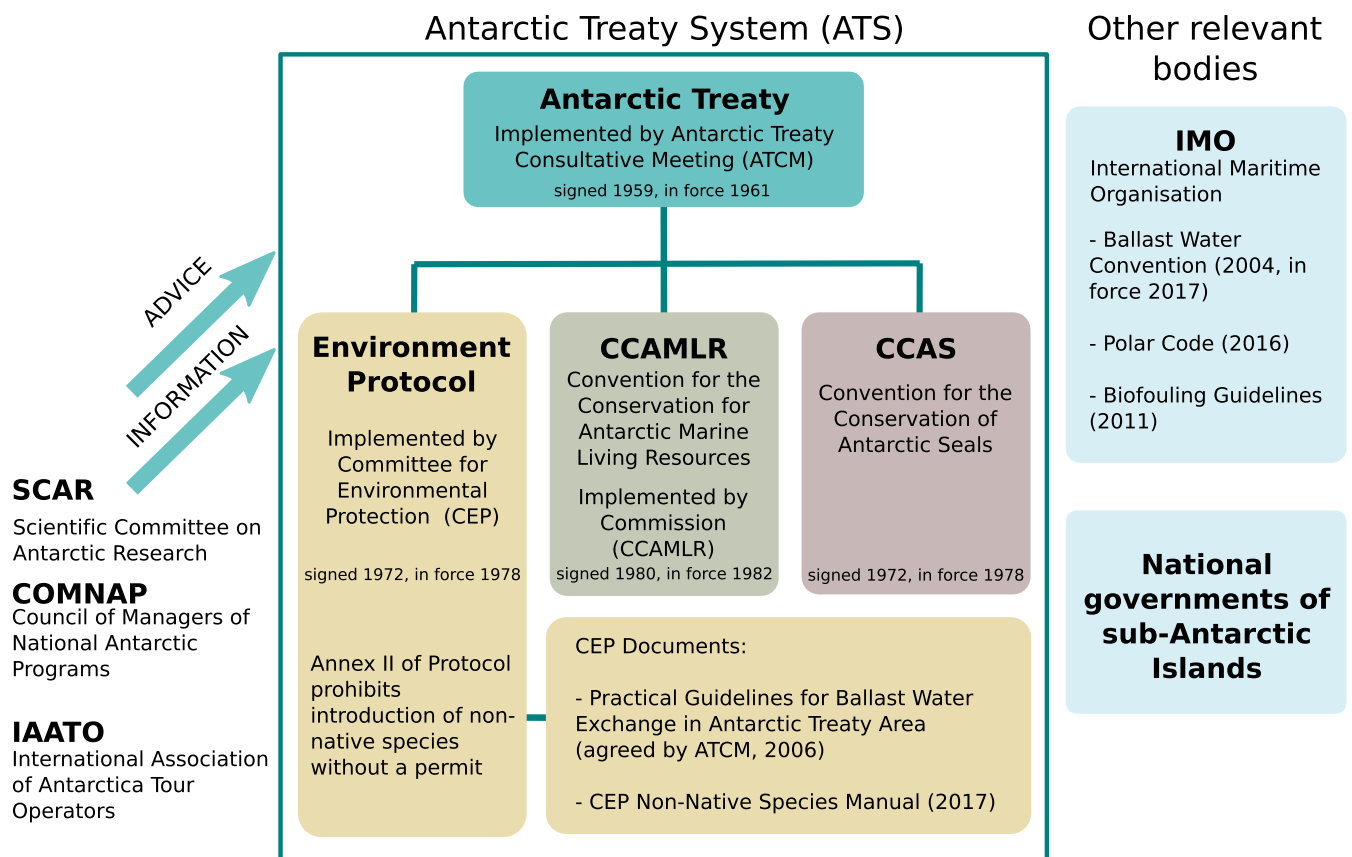 Antarctic Treaty System (ATS)
Other relevant
bodies
Antarctic Treaty
Implemented by Antarctic Treaty
Consultative Meeting (ATCM)
signed 1959, in force 1961
ADVICE
INFORMATION
SCAR
Scientific Committee on
Antarctic Research
COMNAP
Council of Managers of
National Antarctic
Programs
IAATO
International Association
of Antarctica Tour
Operators
Environment
Protocol
Implemented by
Committee for
Environmental
Protection (CEP)
signed 1972, in force 1978
Annex II of Protocol
prohibits
introduction of non-
native species
without a permit
CCAMLR
Convention for the
Conservation for
Antarctic Marine
Living Resources
Implemented by
Commission
(CCAMLR)
signed 1980, in force 1982
CCAS
Convention for the
Conservation of
Antarctic Seals
signed 1972, in force 1978
CEP Documents:
- Practical Guidelines for Ballast Water
Exchange in Antarctic Treaty Area
(agreed by ATCM, 2006)
- CEP Non-Native Species Manual (2017)
IMO
International Maritime
Organisation
- Ballast Water
Convention (2004, in
force 2017)
- Polar Code (2016)
- Biofouling Guidelines
(2011)
National
governments of
sub-Antarctic
Islands